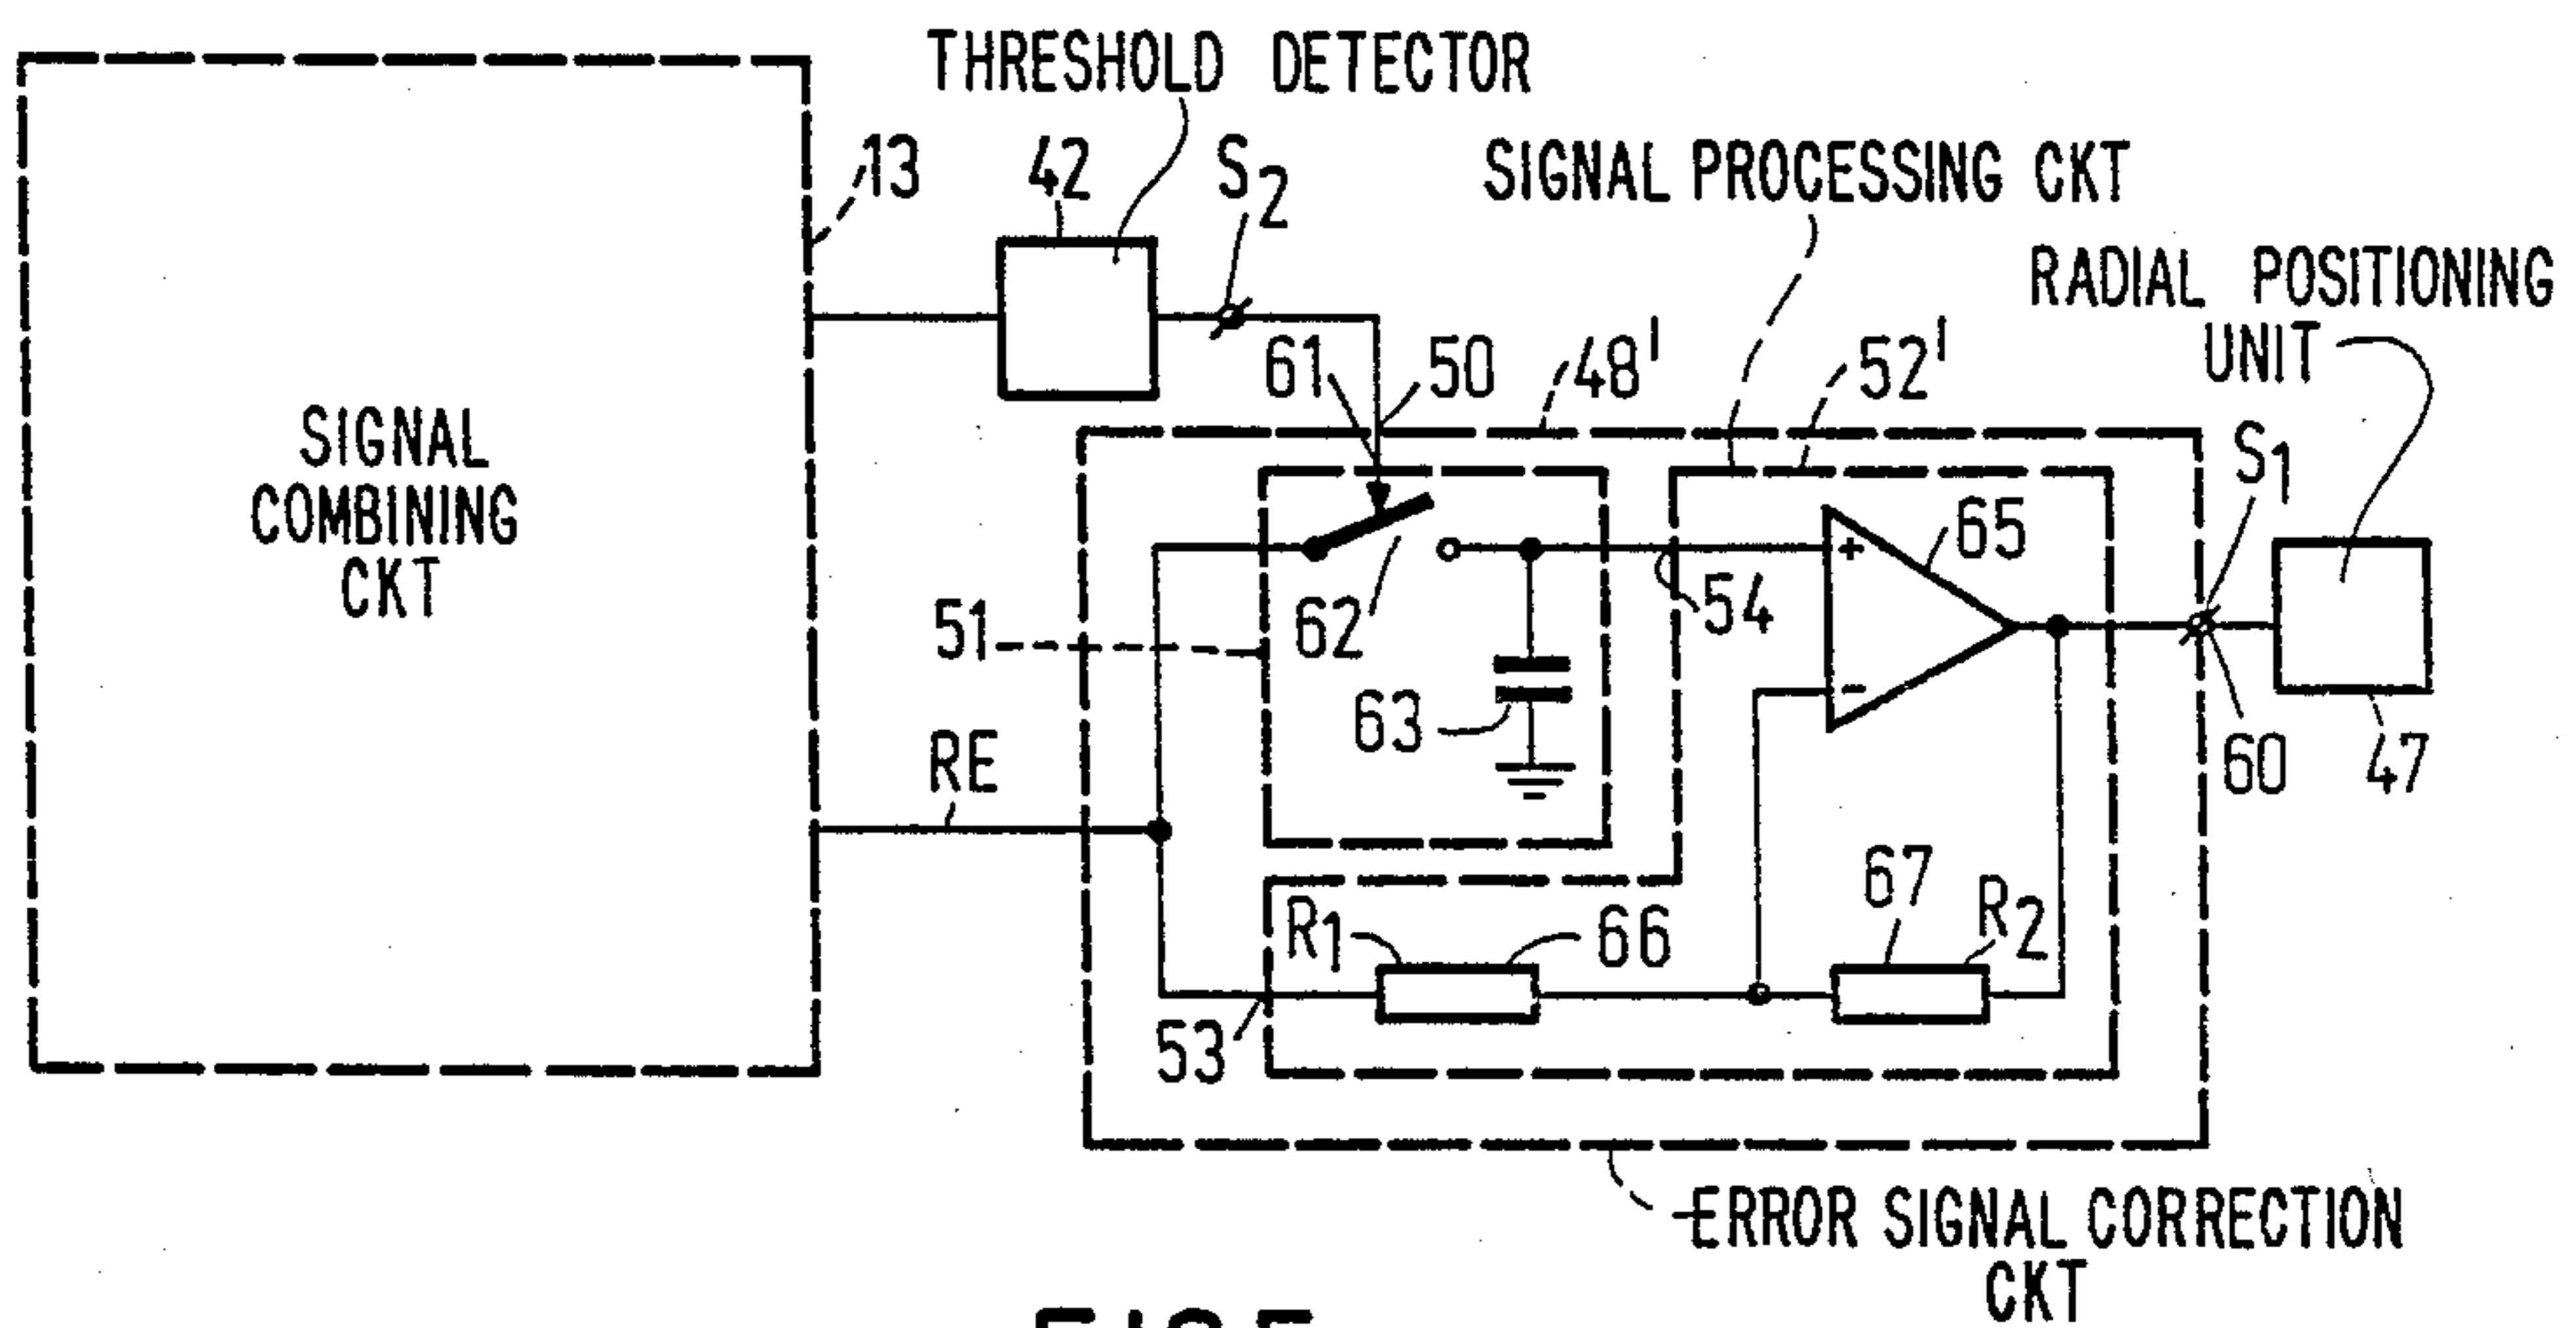 THRESHOLD DETECTOR
13
42
S2
SIGNAL PROCESSING CKT
RADIAL POSITIONING
UNIT
61
50
48'
52'
S1
SIGNAL
COMBINING
CKT
+
65
51
62
54
63
-
RE
60
47
67
R1
66
R2
53
ERROR SIGNAL CORRECTION
CKT